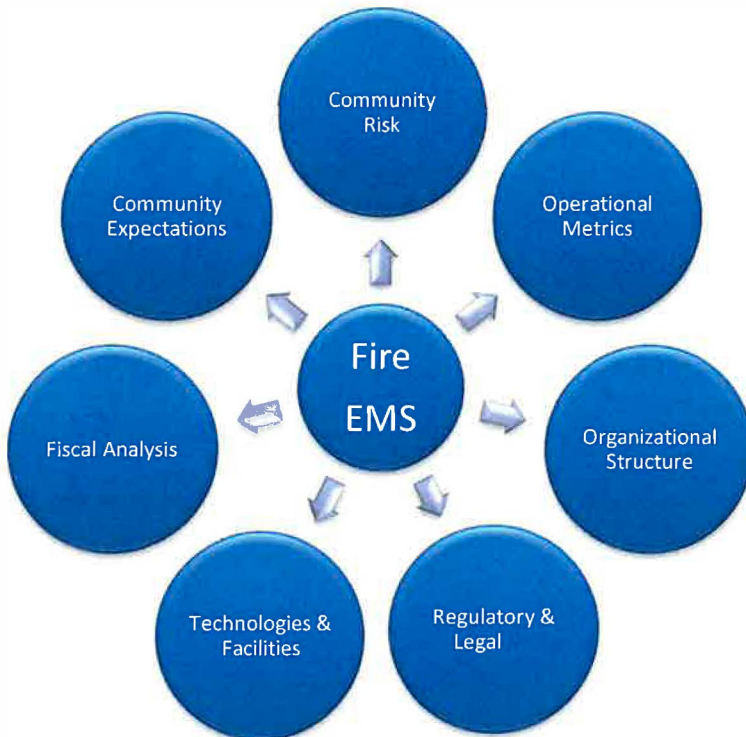 Community
Risk
Operational
Metrics
Organizational
Structure
Regulatory &
Legal
Technologies &
Facilities
Fiscal Analysis
Community
Expectations
Fire
EMS